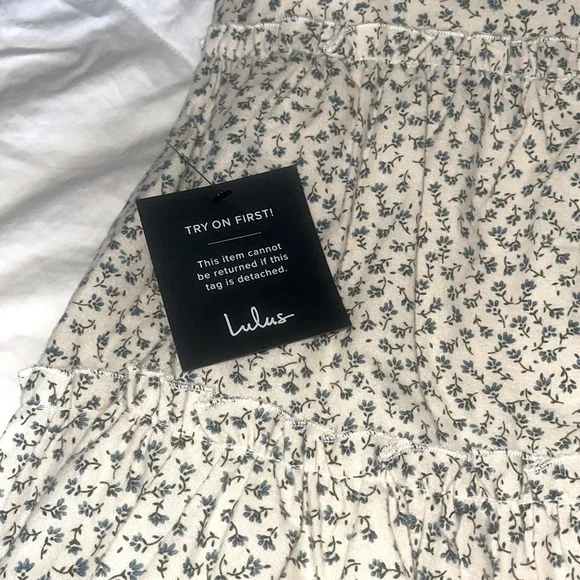 TRY ON FIRST!
This item cannot
be returned if this
tag is detached.
Lulus